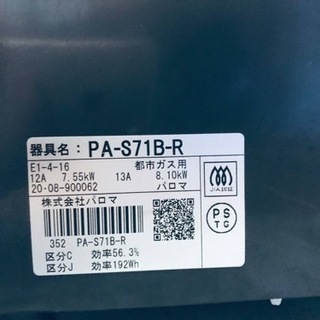 器具名：PA-S71B-R
E1-4-16 都市ガス用
12A 7.55kW 13A 8.10kW
20·08-900062 パロマ
株式会社パロマ
352 PA-S71B-R
区分C 効率56.3%
区分J 効率192Wh
PS
TG